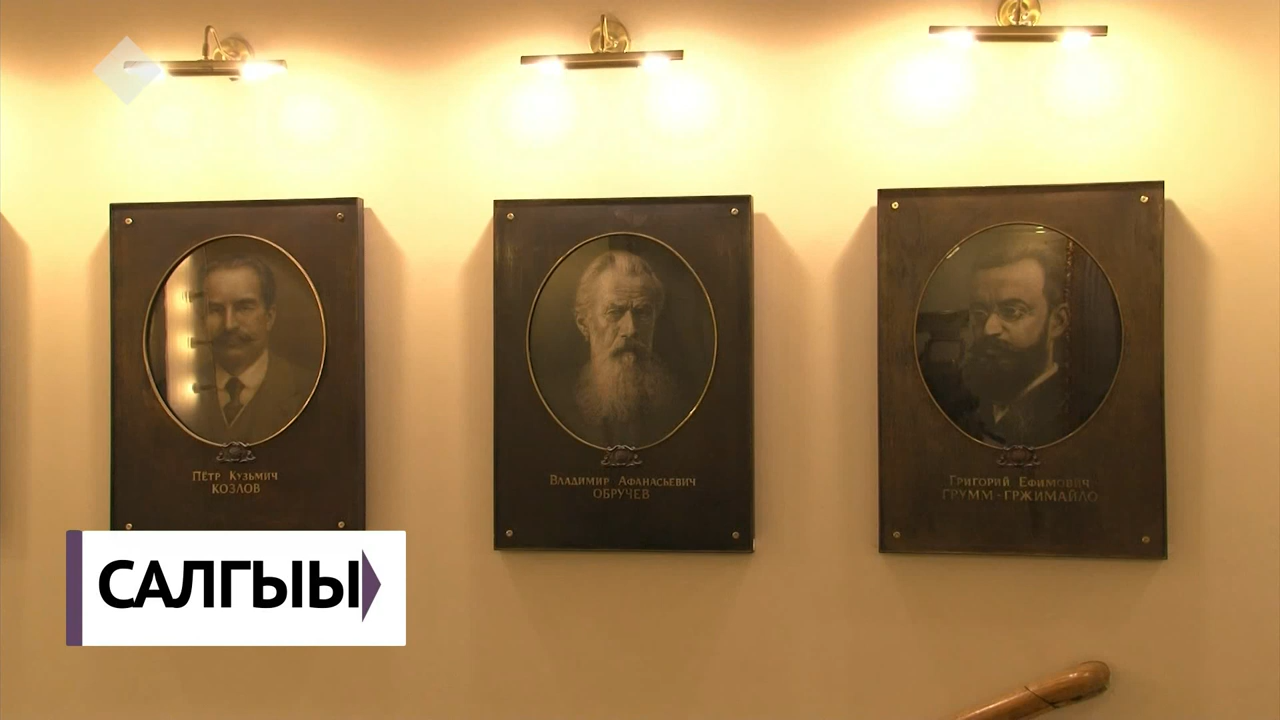 Пётр Кузьмич
КОЗЛОВ
Владимир Афанасьевич
ОБРУЧЕВ
Григорий Ефимович
ГРУММ-ГРЖИМАЙЛО
САЛГЫЫ